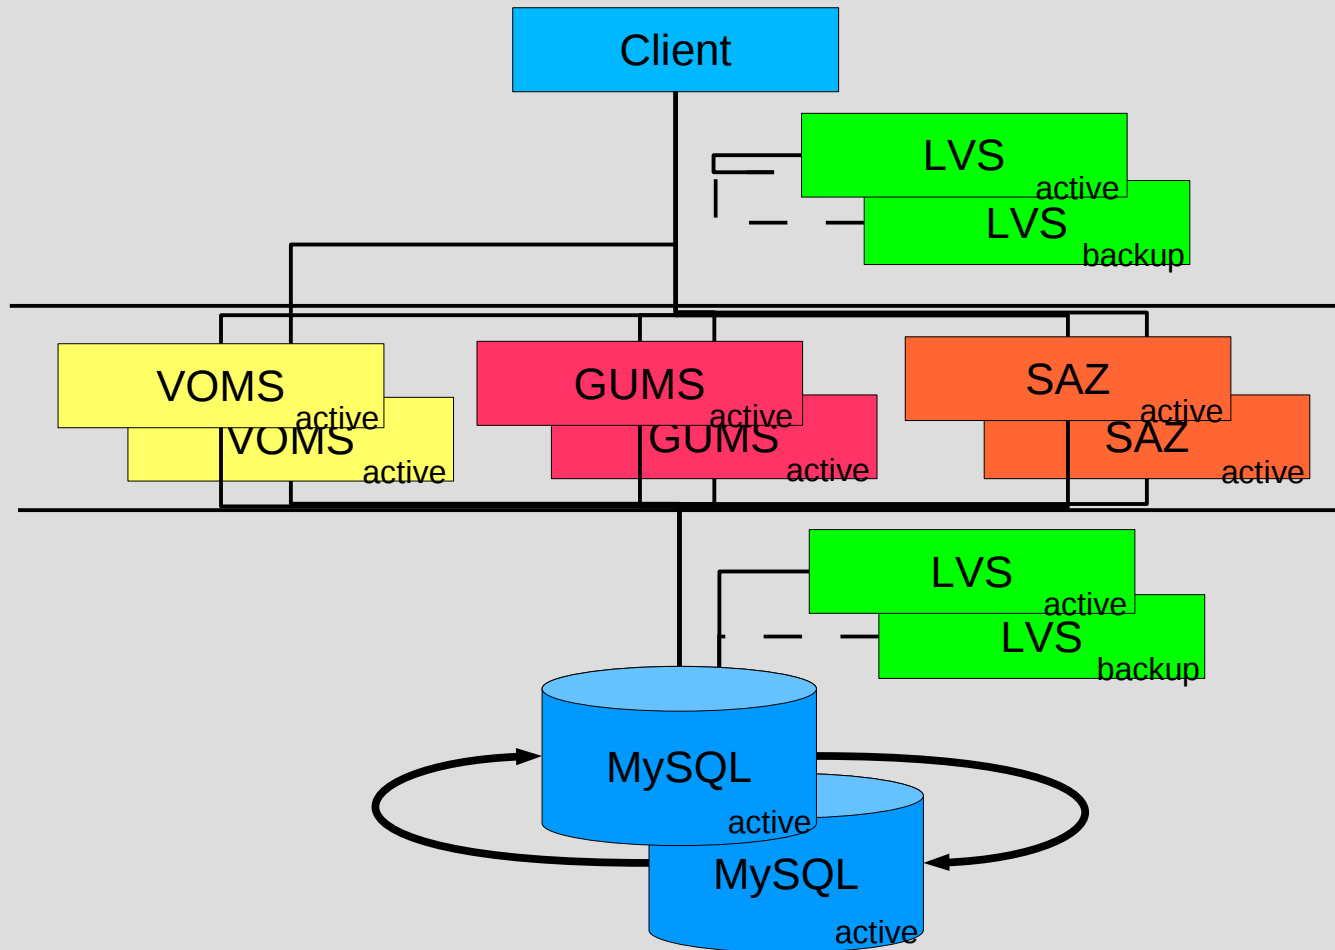 Client
LVS
active
LVS
backup
VOMS
active
VOMS
active
GUMS
active
GUMS
active
SAZ
active
SAZ
active
LVS
active
LVS
backup
MySQL
active
MySQL
active